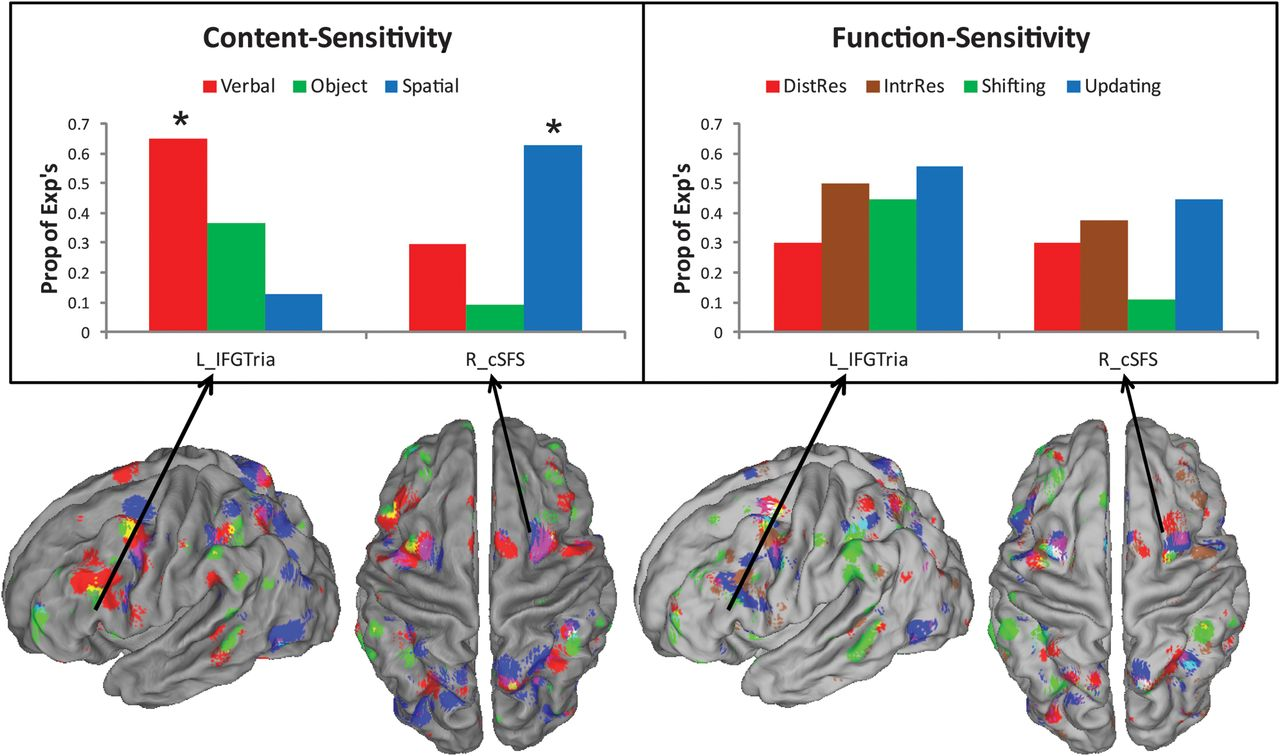 Content-Sensitivity
Verbal Object Spatial
Prop of Exp's
0.7
0.6
0.5
0.4
0.3
0.2
0.1
0
*
*
L_IFGTria R_cSFS
Function-Sensitivity
DistRes IntrRes Shifting Updating
Prop of Exp's
0.7
0.6
0.5
0.4
0.3
0.2
0.1
0
L_IFGTria R_cSFS